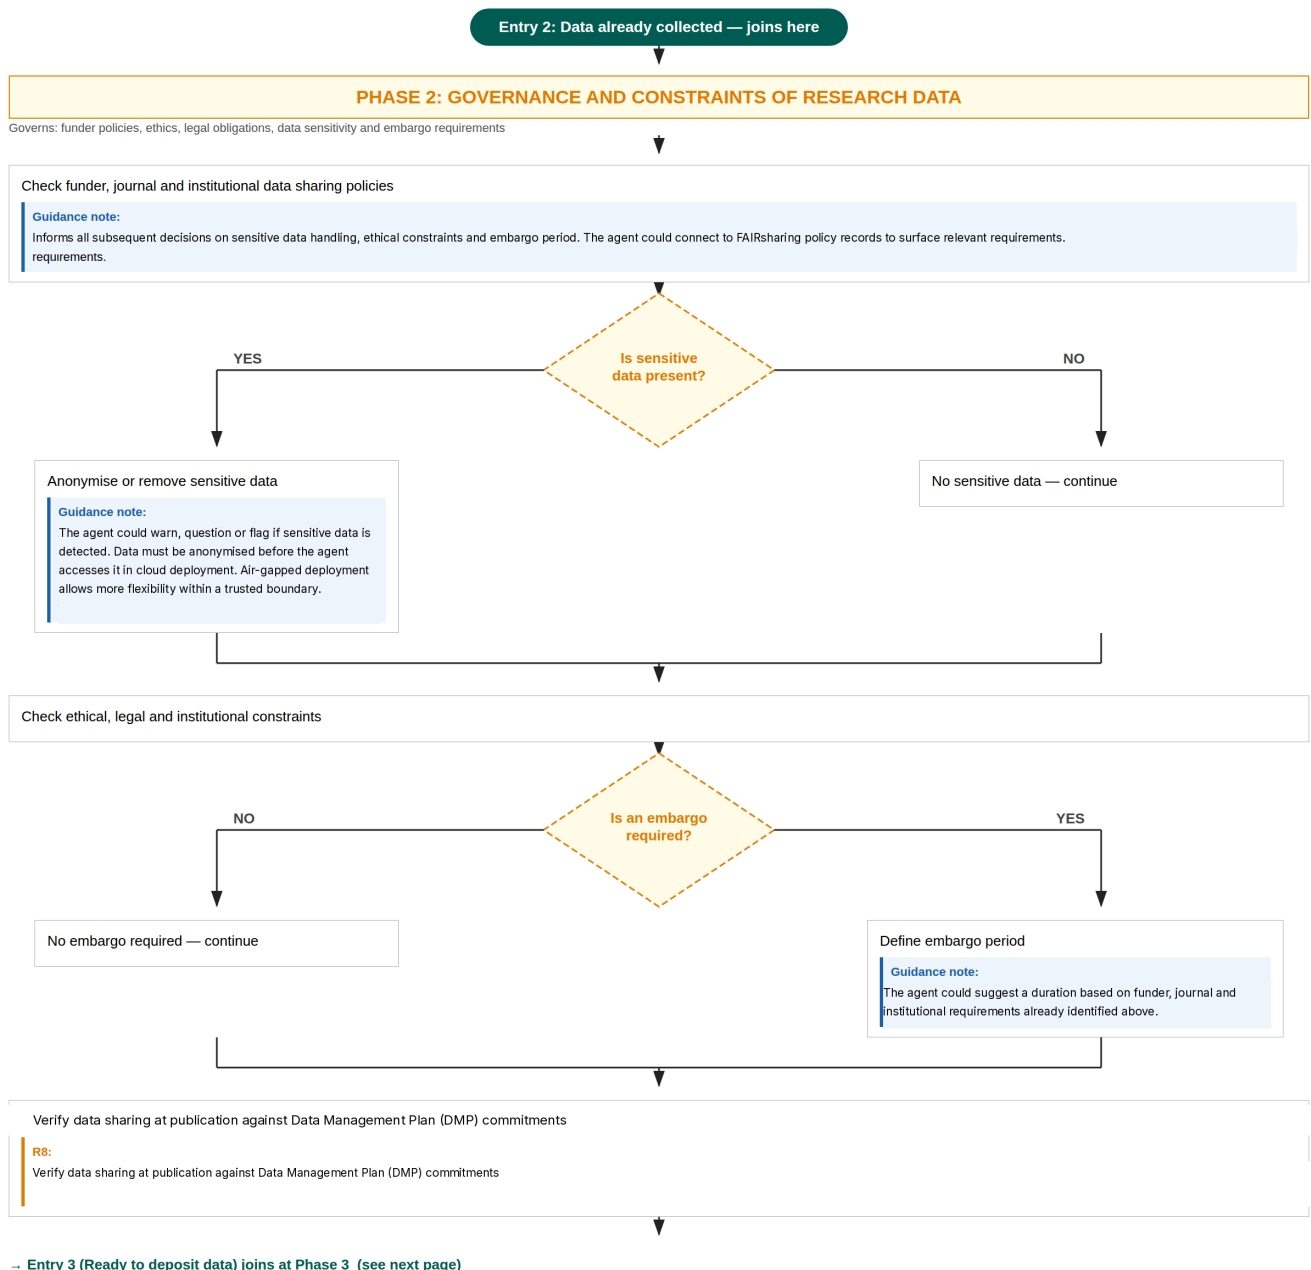 Entry 2: Data already collected — joins here
PHASE 2: GOVERNANCE AND CONSTRAINTS OF RESEARCH DATA
Governs: funder policies, ethics, legal obligations, data sensitivity and embargo requirements
Check funder, journal and institutional data sharing policies
Guidance note:
Informs all subsequent decisions on sensitive data handling, ethical constraints and embargo period. The agent could connect to FAIRsharing policy records to surface relevant requirements.
requirements.
Is sensitive
data present?
YES
NO
Anonymise or remove sensitive data
Guidance note:
The agent could warn, question or flag if sensitive data is
detected. Data must be anonymised before the agent
accesses it in cloud deployment. Air-gapped deployment
allows more flexibility within a trusted boundary.
No sensitive data — continue
Check ethical, legal and institutional constraints
Is an embargo
required?
NO
YES
No embargo required — continue
Define embargo period
Guidance note:
The agent could suggest a duration based on funder, journal and
institutional requirements already identified above.
Verify data sharing at publication against Data Management Plan (DMP) commitments
R8:
Verify data sharing at publication against Data Management Plan (DMP) commitments
→ Entry 3 (Ready to deposit data) joins at Phase 3 (see next page)